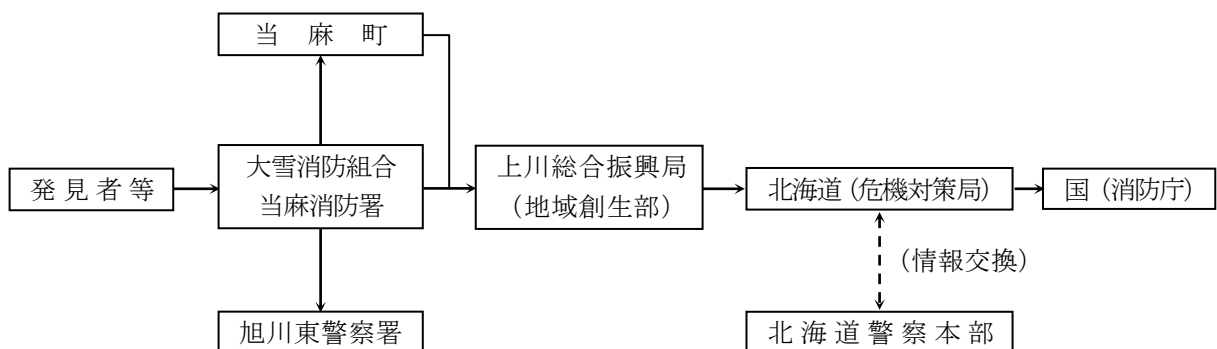 当麻町
発見者等
大雪消防組合
当麻消防署
上川総合振興局
（地域創生部）
北海道（危機対策局）
国（消防庁）
（情報交換）
旭川東警察署
北海道警察本部